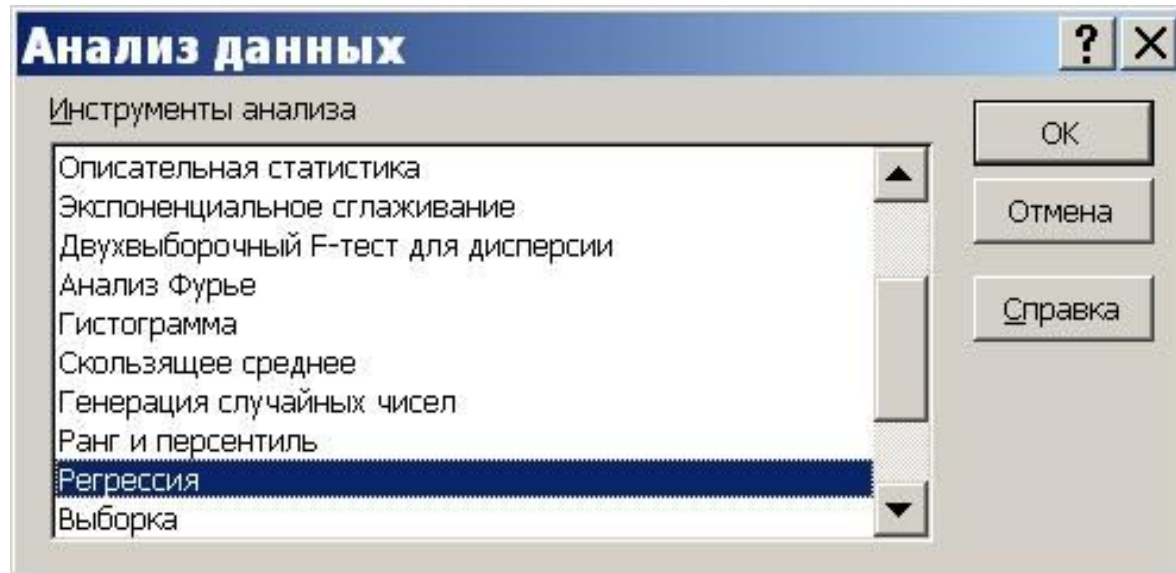 Анализ данных
Инструменты анализа
Описательная статистика
Экспоненциальное сглаживание
Двухвыборочный F-тест для дисперсии
Анализ Фурье
Гистограмма
Скользящее среднее
Генерация случайных чисел
Ранг и персентиль
Регрессия
Выборка
OK
Отмена
Справка